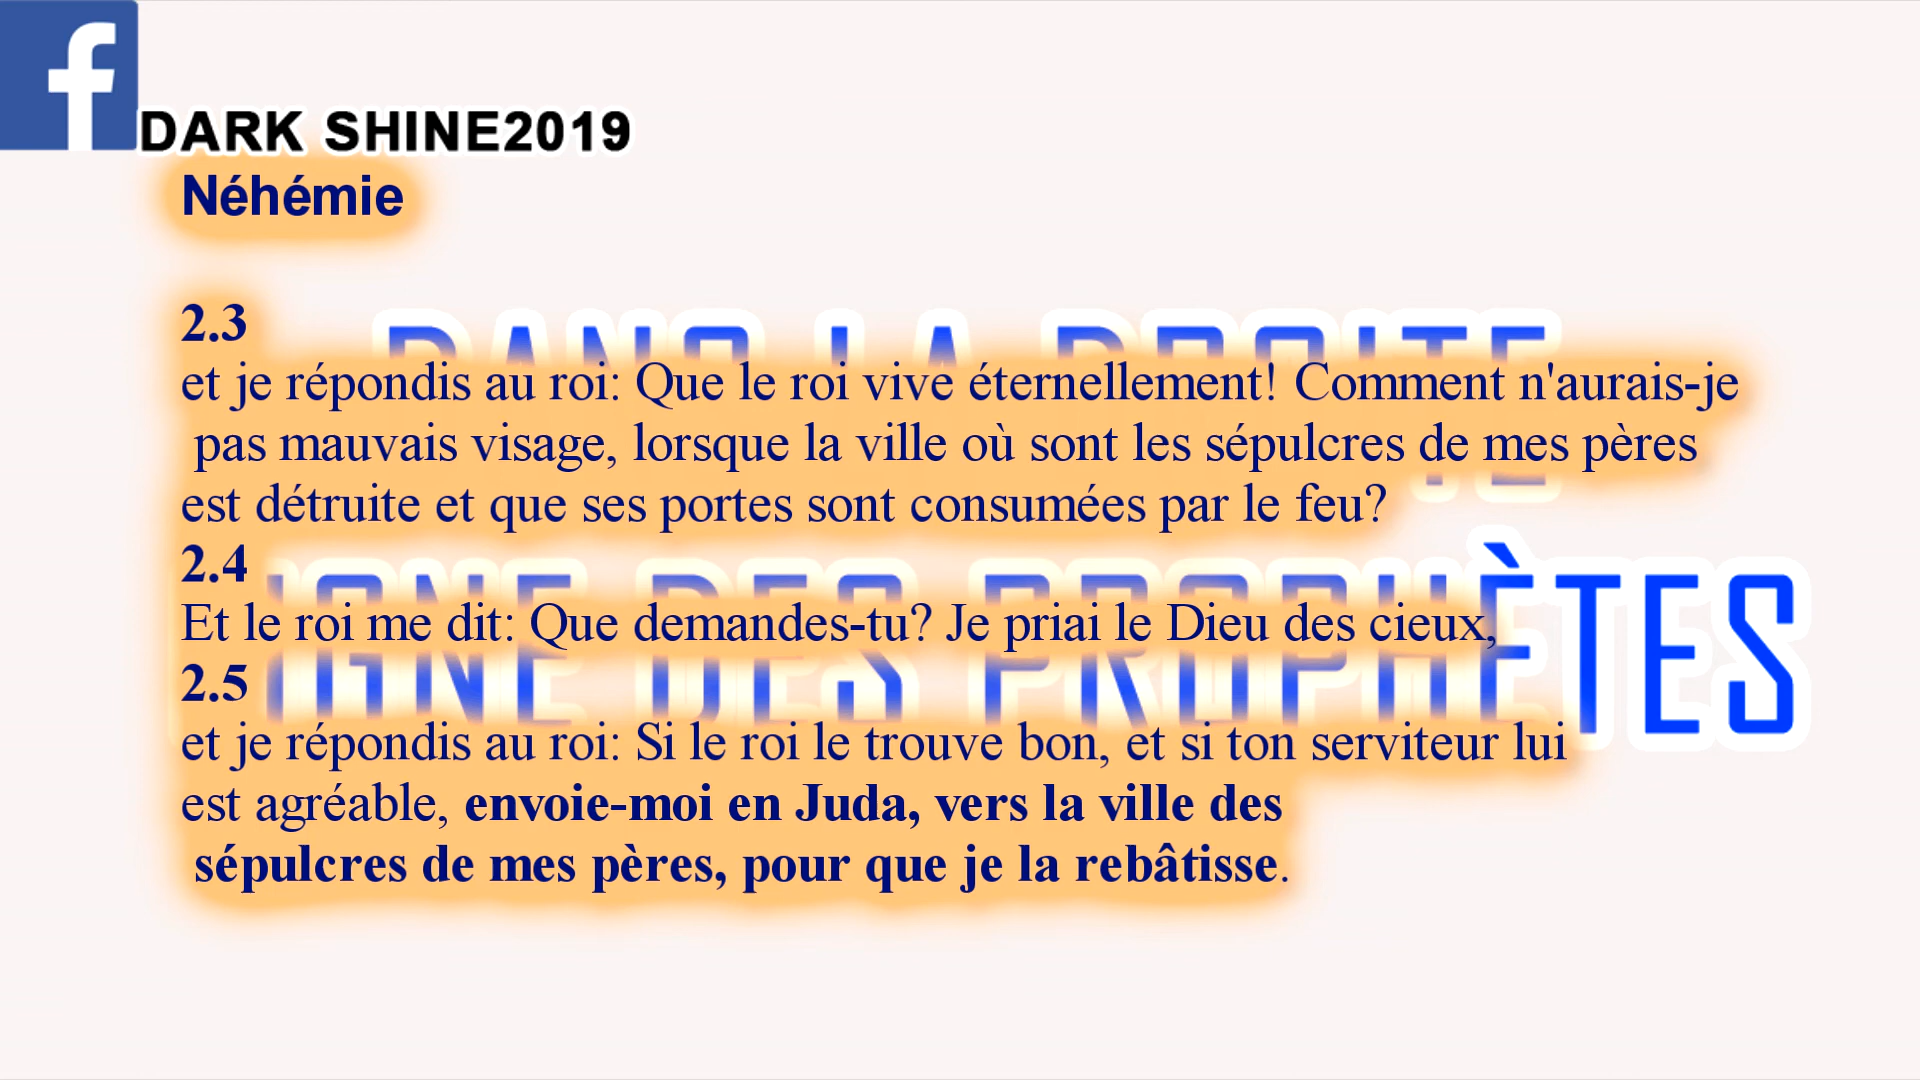 f
DARK SHINE2019
Néhémie
2.3
et je répondis au roi: Que le roi vive éternellement! Comment n'aurais-je
pas mauvais visage, lorsque la ville où sont les sépulcres de mes pères
est détruite et que ses portes sont consumées par le feu?
2.4
Et le roi me dit: Que demandes-tu? Je priai le Dieu des cieux,
2.5
et je répondis au roi: Si le roi le trouve bon, et si ton serviteur lui
est agréable, envoie-moi en Juda, vers la ville des
sépulcres de mes pères, pour que je la rebâtisse.
DANS LA DROITE
DES PROPHÈTES